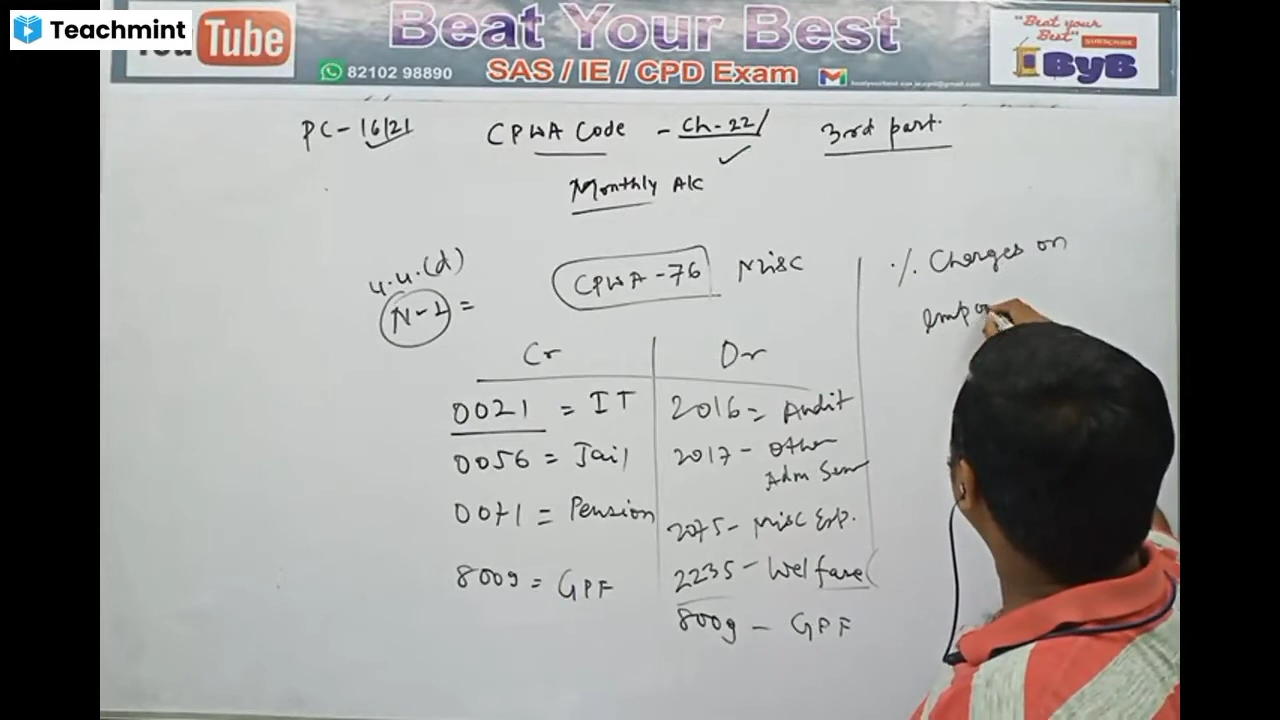 Teachmint
YouTube
Beat Your Best
82102 98890
SAS / IE / CPD Exam
"Beat your
Best"
SUBSCRIBE
ByB
PC - 16/21
CPWA Code - Ch-22/
3rd part.
Monthly A/c
4.4.(d)
N-1 =
CPWA-76 Misc
% Charges on
Cr
Dr
0021 = IT
2016 = Audit
0056 = Jail
2017 - Other
Adm Serv
0071 = Pension
2075 - Misc Exp.
8009 = GPF
2235 - Welfare (
8009 - GPF